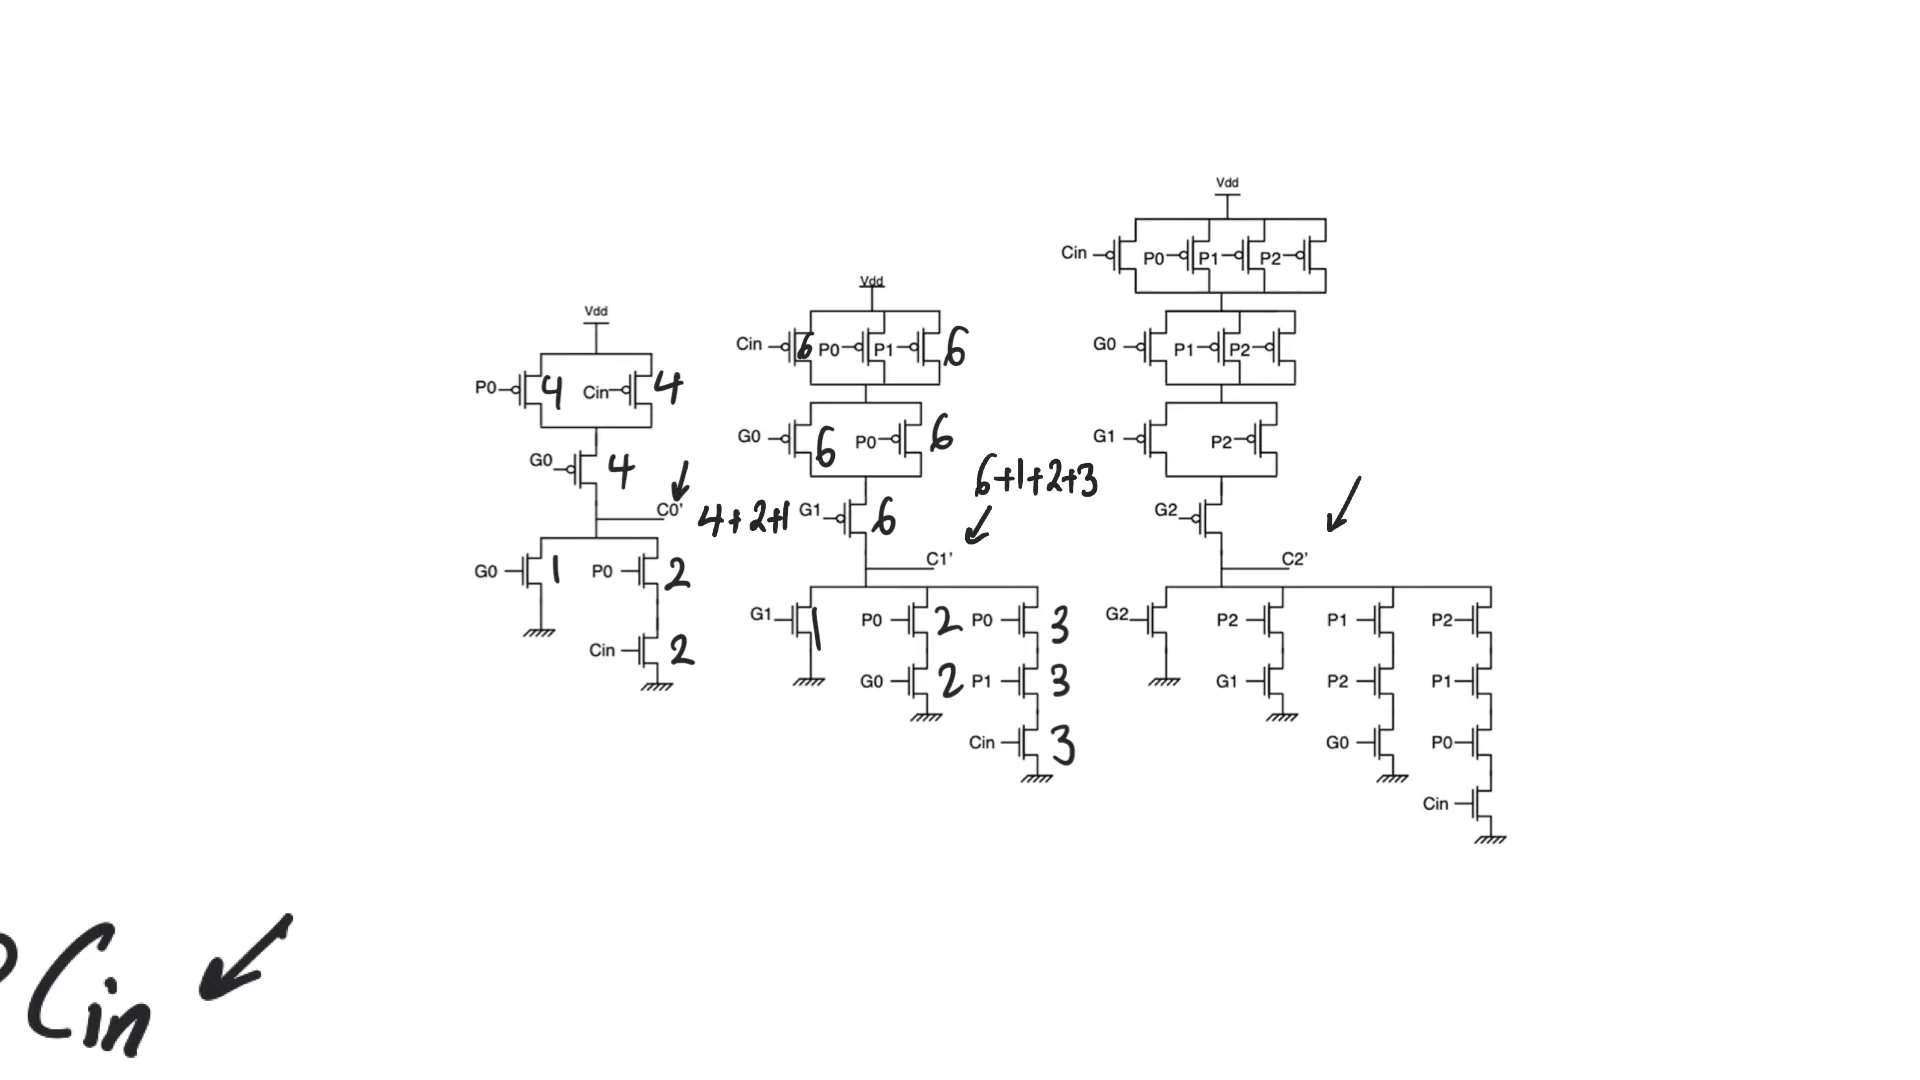 Vdd
P0 4 Cin 4
G0 4
C0'
4+2+1
G0 1 P0 2
Cin 2
Vdd
Cin 6 P0 P1 6
G0 6 P0 6
6+1+2+3
G1 6
C1'
G1 1 P0 2 P0 3
G0 2 P1 3
Cin 3
Vdd
Cin P0 P1 P2
G0 P1 P2
G1 P2
G2
C2'
G2 P2 P1 P2
G1 P2 P1
G0 P0
Cin
Cin